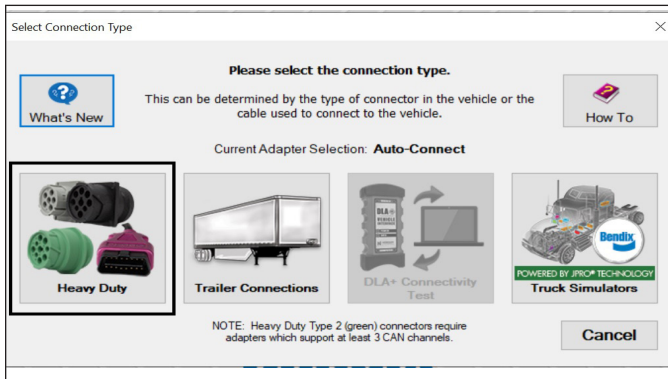 Select Connection Type
Please select the connection type.
What's New
This can be determined by the type of connector in the vehicle or the
cable used to connect to the vehicle.
How To
Current Adapter Selection: Auto-Connect
Heavy Duty
Trailer Connections
DLA+
DLA+ Connectivity
Test
Bendix
POWERED BY JPRO® TECHNOLOGY
Truck Simulators
NOTE: Heavy Duty Type 2 (green) connectors require
adapters which support at least 3 CAN channels.
Cancel